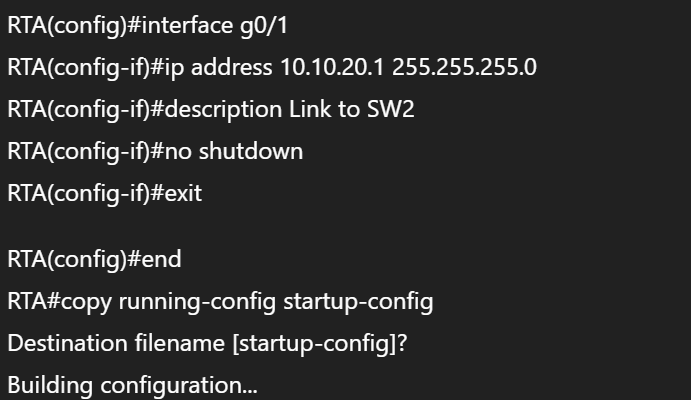 RTA(config)#interface g0/1
RTA(config-if)#ip address 10.10.20.1 255.255.255.0
RTA(config-if)#description Link to SW2
RTA(config-if)#no shutdown
RTA(config-if)#exit
RTA(config)#end
RTA#copy running-config startup-config
Destination filename [startup-config]?
Building configuration...